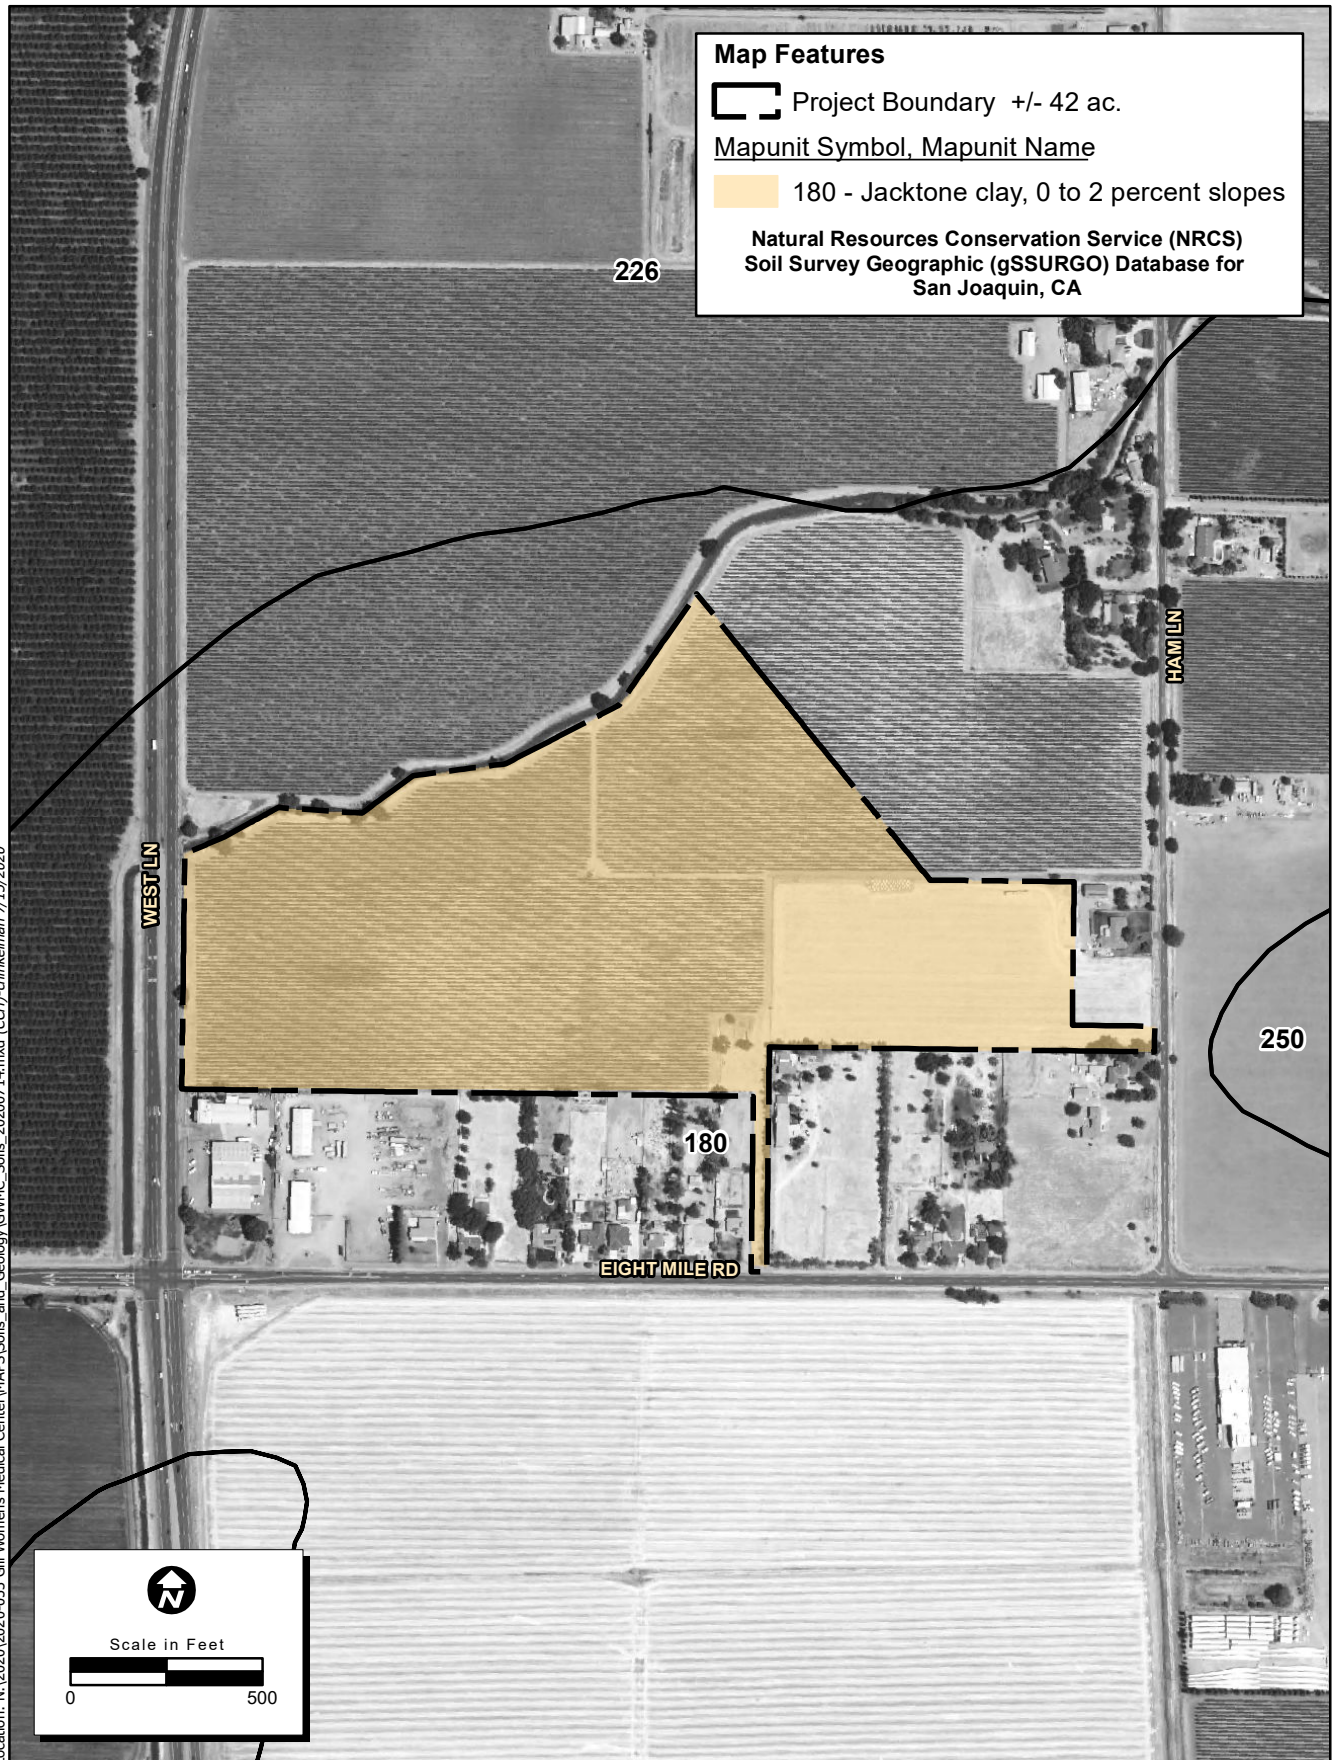 Map Features
Project Boundary +/- 42 ac.
Mapunit Symbol, Mapunit Name
180 - Jacktone clay, 0 to 2 percent slopes
Natural Resources Conservation Service (NRCS)
Soil Survey Geographic (gSSURGO) Database for
San Joaquin, CA
226
HAM LN
WEST LN
250
180
EIGHT MILE RD
N
Scale in Feet
0 500